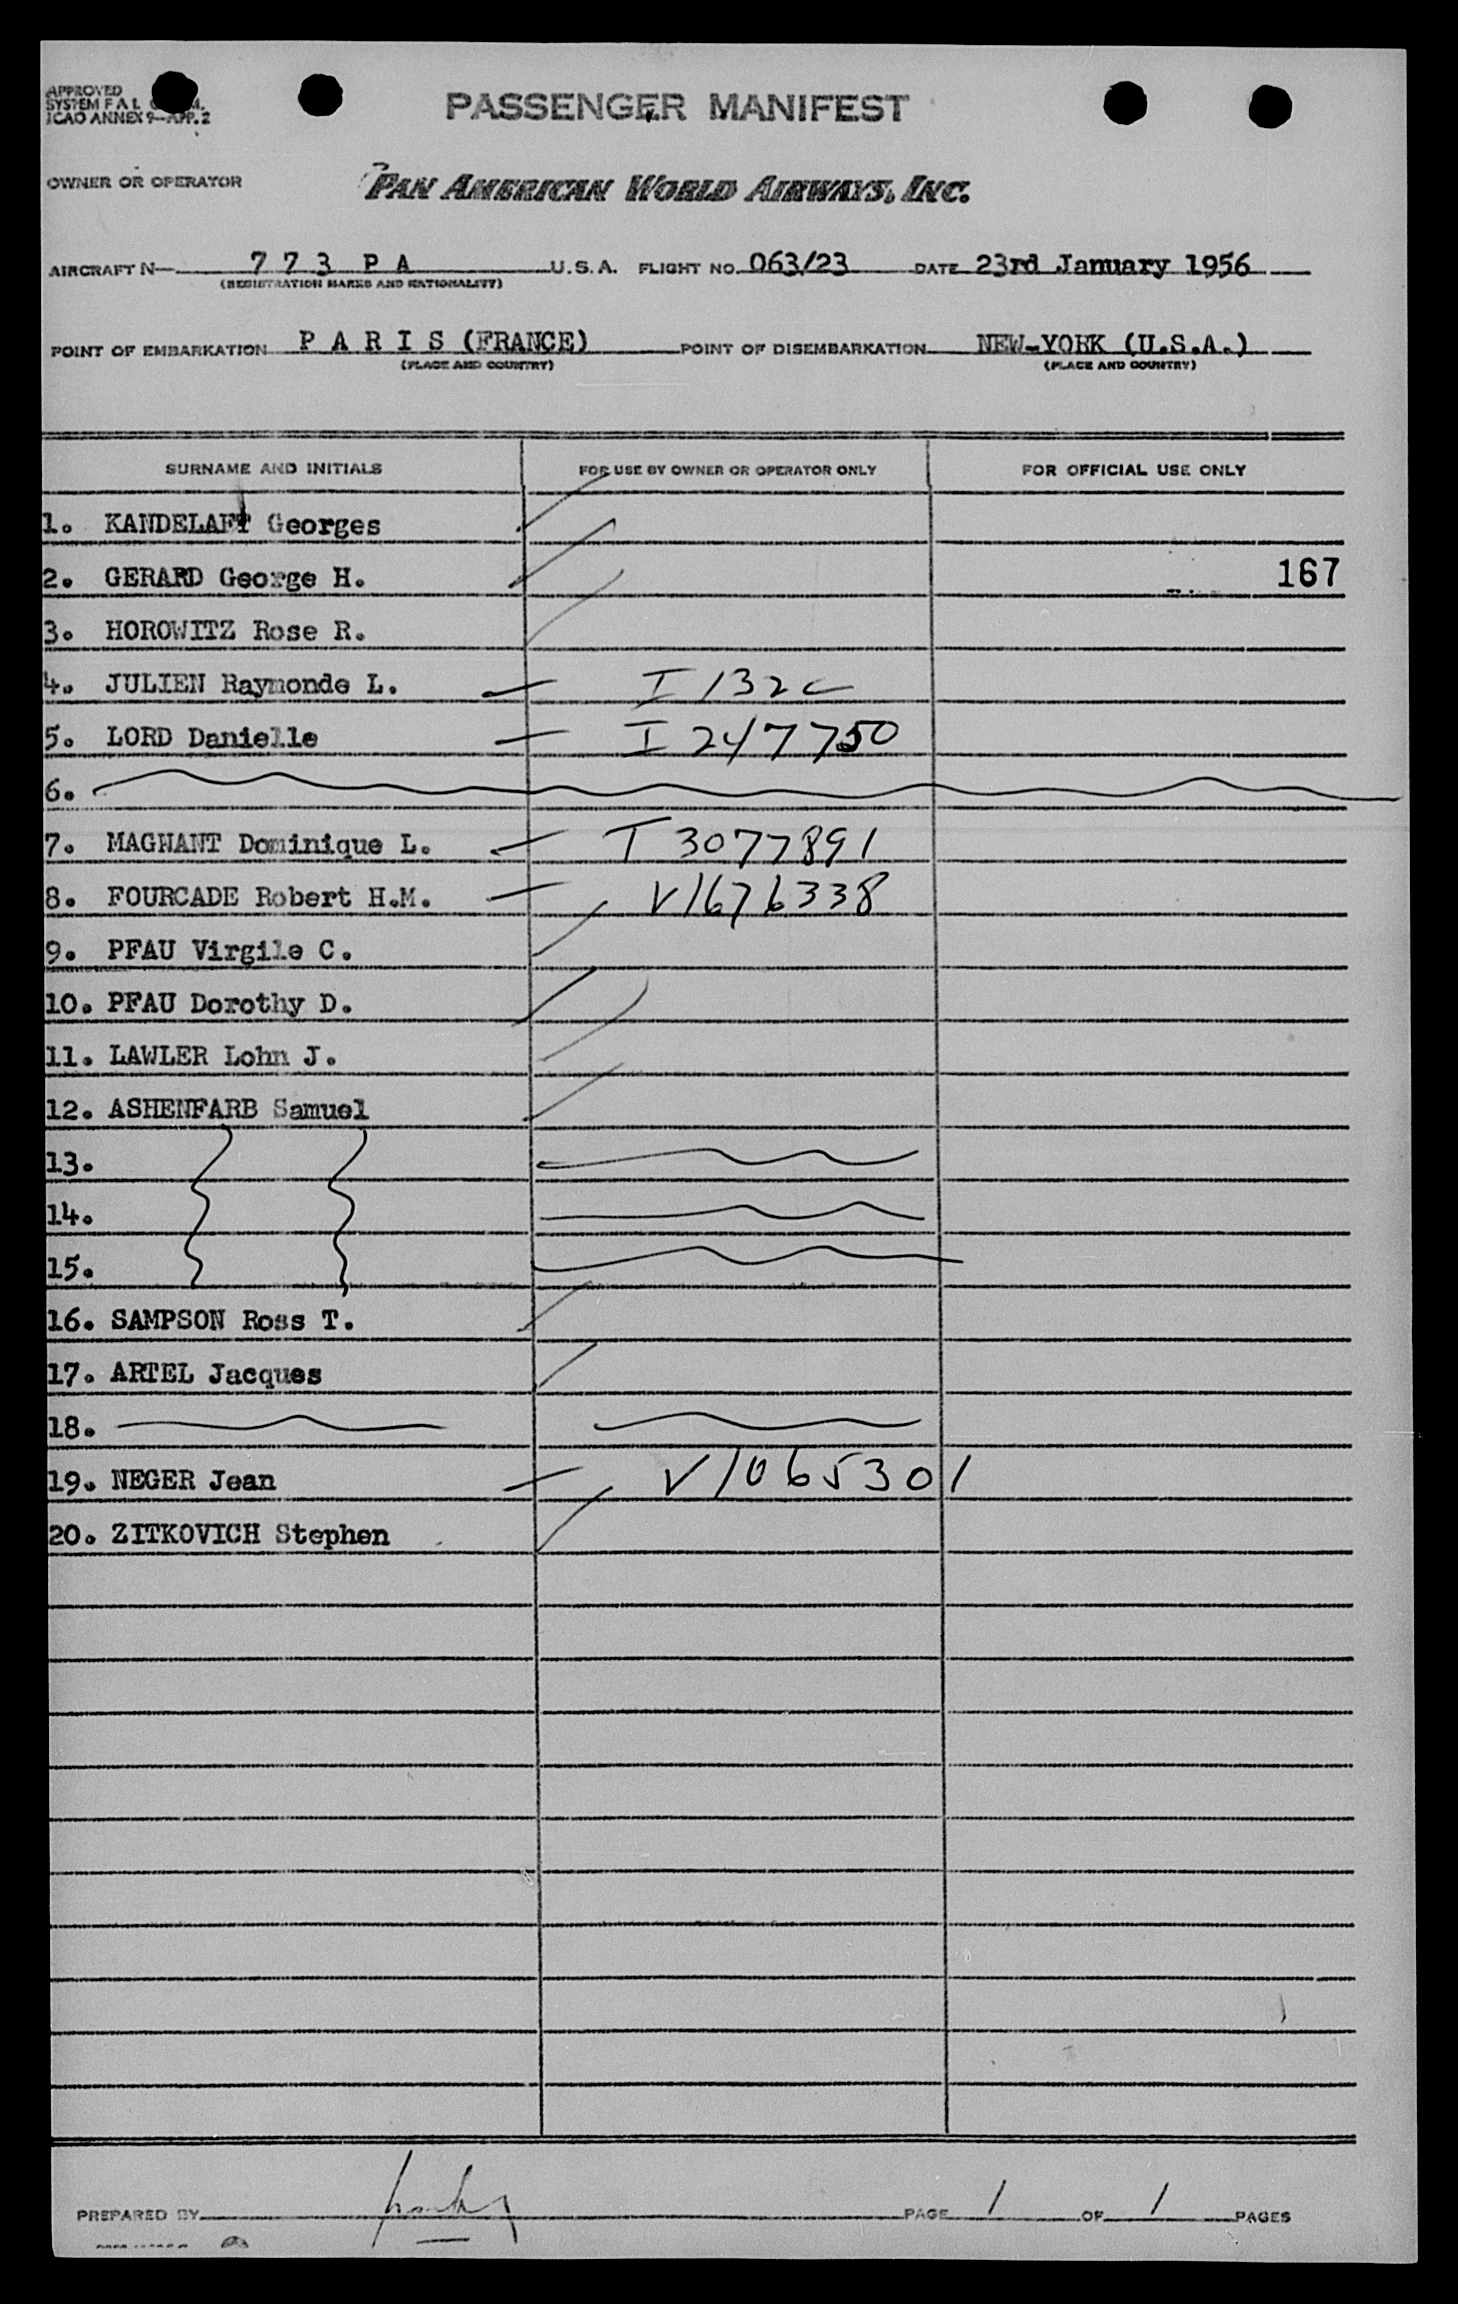 APPROVED
SYSTEM F A L
ICAO ANNEX 9-APP. 2
PASSENGER MANIFEST
OWNER OR OPERATOR PAN AMERICAN WORLD AIRWAYS, INC.
AIRCRAFT N— 7 7 3 P A U.S.A. FLIGHT NO. 063/23 DATE 23rd January 1956
(REGISTRATION MARKS AND NATIONALITY)
POINT OF EMBARKATION P A R I S (FRANCE) POINT OF DISEMBARKATION NEW-YORK (U.S.A.)
(PLACE AND COUNTRY) (PLACE AND COUNTRY)
SURNAME AND INITIALS FOR USE BY OWNER OR OPERATOR ONLY FOR OFFICIAL USE ONLY
1. KANDELAFT Georges
2. GERARD George H. 167
3. HOROWITZ Rose R.
4. JULIEN Raymonde L. I 132c
5. LORD Danielle I 247750
6.
7. MAGNANT Dominique L. T 3077891
8. FOURCADE Robert H.M. V1676338
9. PFAU Virgile C.
10. PFAU Dorothy D.
11. LAWLER Lohn J.
12. ASHENFARB Samuel
13.
14.
15.
16. SAMPSON Ross T.
17. ARTEL Jacques
18.
19. NEGER Jean V1065301
20. ZITKOVICH Stephen
PREPARED BY PAGE 1 OF 1 PAGES